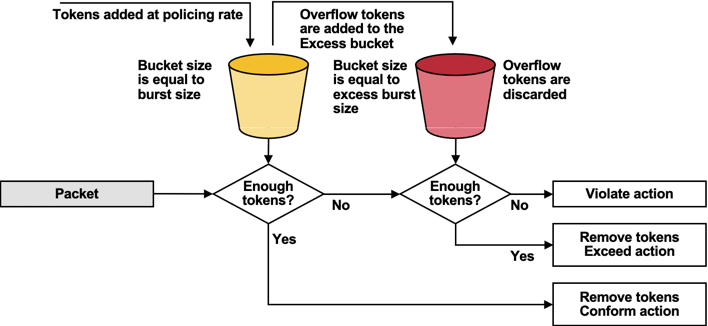 Tokens added at policing rate
Overflow tokens
are added to the
Excess bucket
Bucket size
is equal to
burst size
Bucket size
is equal to
excess burst
size
Overflow
tokens are
discarded
Packet
Enough
tokens?
No
Enough
tokens?
No
Violate action
Yes
Yes
Remove tokens
Exceed action
Remove tokens
Conform action